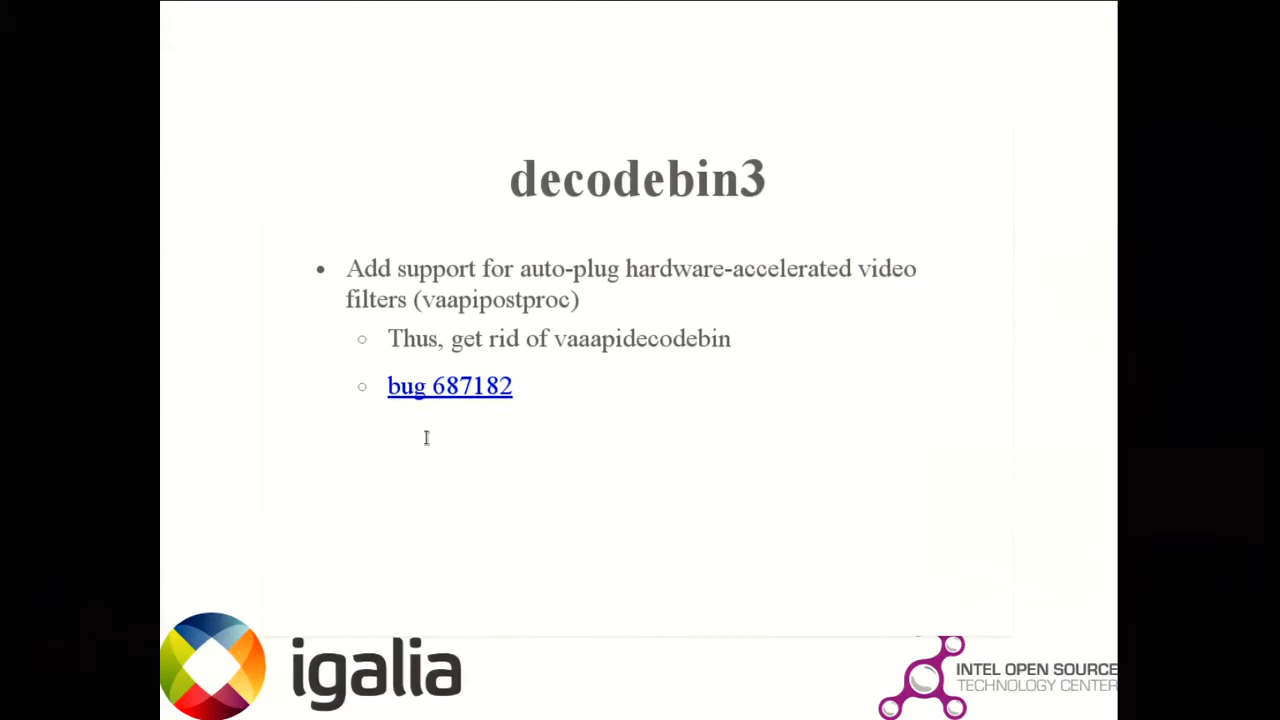 decodebin3
• Add support for auto-plug hardware-accelerated video
filters (vaapipostproc)
○ Thus, get rid of vaaapidecodebin
○ bug 687182
igalia
INTEL OPEN SOURCE
TECHNOLOGY CENTER